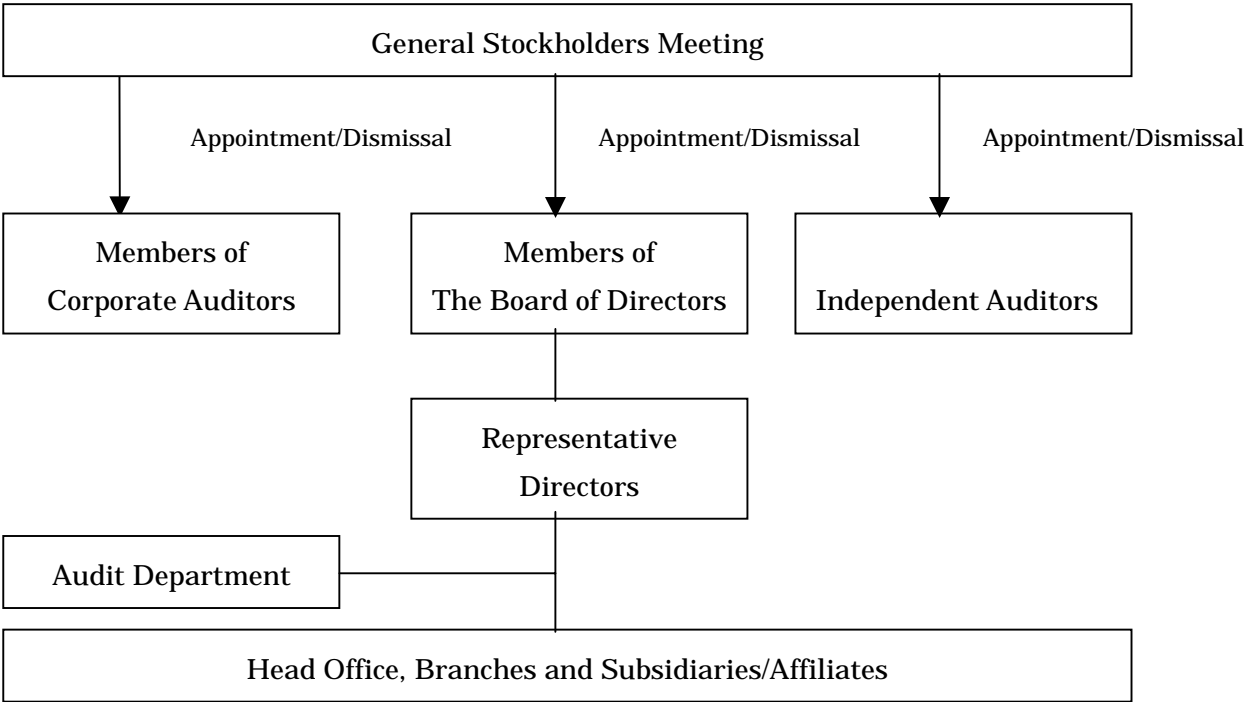 General Stockholders Meeting
Appointment/Dismissal
Appointment/Dismissal
Appointment/Dismissal
Members of
Corporate Auditors
Members of
The Board of Directors
Independent Auditors
Representative
Directors
Audit Department
Head Office, Branches and Subsidiaries/Affiliates